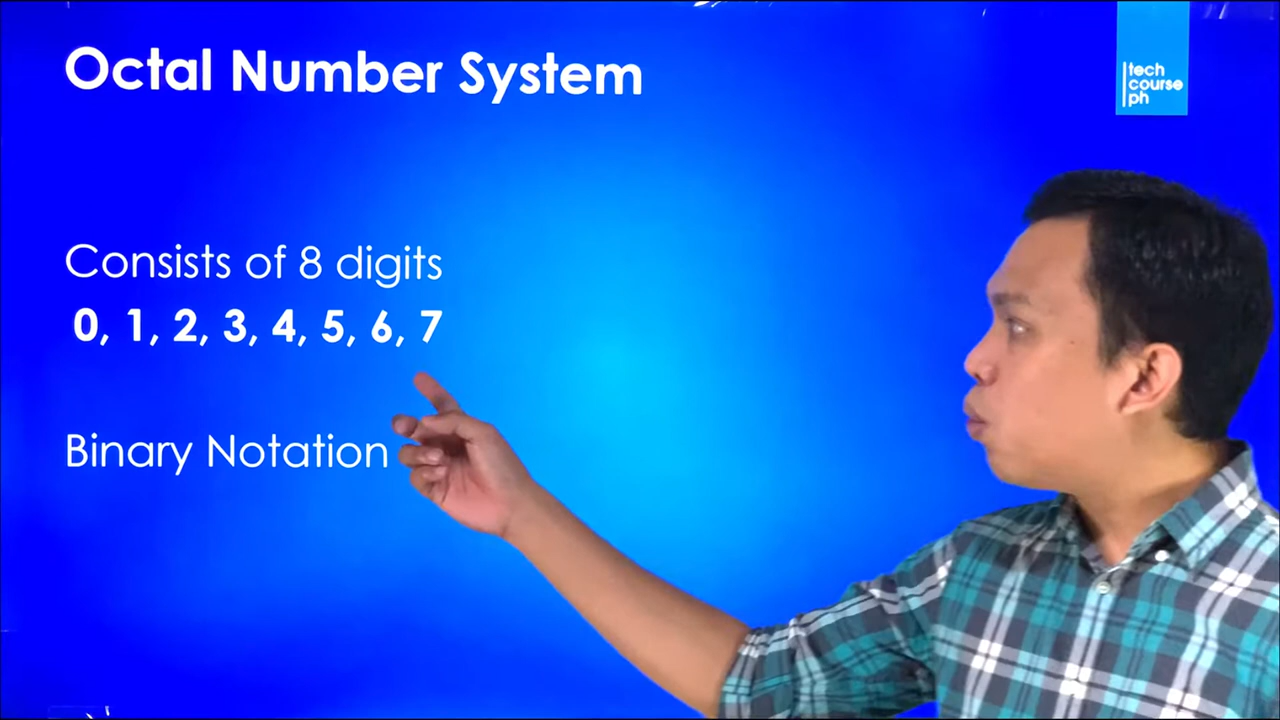 Octal Number System
tech
course
ph
Consists of 8 digits
0, 1, 2, 3, 4, 5, 6, 7
Binary Notation